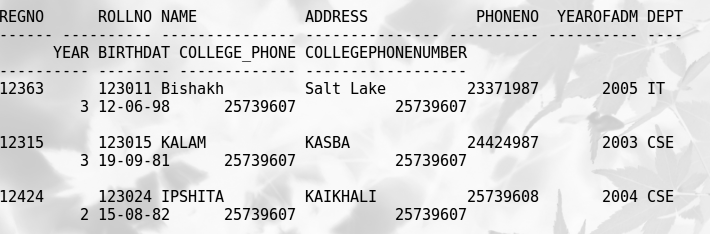 REGNO      ROLLNO NAME            ADDRESS            PHONENO  YEAROFADM DEPT
------ ---------- --------------- --------------- ---------- ---------- ----
      YEAR BIRTHDAT COLLEGE_PHONE COLLEGEPHONENUMBER
---------- -------- ------------- ------------------
12363      123011 Bishakh         Salt Lake         23371987       2005 IT
         3 12-06-98      25739607           25739607
12315      123015 KALAM           KASBA             24424987       2003 CSE
         3 19-09-81      25739607           25739607
12424      123024 IPSHITA         KAIKHALI          25739608       2004 CSE
         2 15-08-82      25739607           25739607